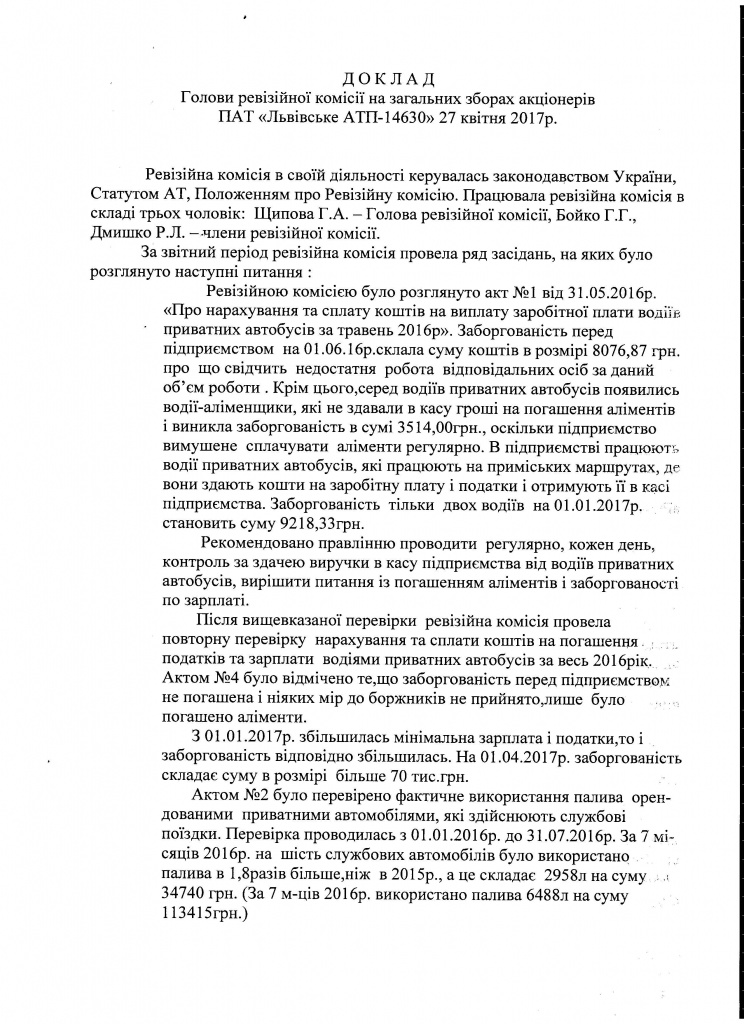 Д О К Л А Д
Голови ревізійної комісії на загальних зборах акціонерів
ПАТ «Львівське АТП-14630» 27 квітня 2017р.
Ревізійна комісія в своїй діяльності керувалась законодавством України,
Статутом АТ, Положенням про Ревізійну комісію. Працювала ревізійна комісія в
складі трьох чоловік: Щипова Г.А. – Голова ревізійної комісії, Бойко Г.Г.,
Дмишко Р.Л. –члени ревізійної комісії.
За звітний період ревізійна комісія провела ряд засідань, на яких було
розглянуто наступні питання :
Ревізійною комісією було розглянуто акт №1 від 31.05.2016р.
«Про нарахування та сплату коштів на виплату заробітної плати водіїв
приватних автобусів за травень 2016р». Заборгованість перед
підприємством на 01.06.16р.склала суму коштів в розмірі 8076,87 грн.
про що свідчить недостатня робота відповідальних осіб за даний
об’єм роботи . Крім цього,серед водіїв приватних автобусів появились
водії-аліменщики, які не здавали в касу гроші на погашення аліментів
і виникла заборгованість в сумі 3514,00грн., оскільки підприємство
вимушене сплачувати аліменти регулярно. В підприємстві працюють
водії приватних автобусів, які працюють на приміських маршрутах, де
вони здають кошти на заробітну плату і податки і отримують її в касі
підприємства. Заборгованість тільки двох водіїв на 01.01.2017р.
становить суму 9218,33грн.
Рекомендовано правлінню проводити регулярно, кожен день,
контроль за здачею виручки в касу підприємства від водіїв приватних
автобусів, вирішити питання із погашенням аліментів і заборгованості
по зарплаті.
Після вищевказаної перевірки ревізійна комісія провела
повторну перевірку нарахування та сплати коштів на погашення
податків та зарплати водіями приватних автобусів за весь 2016рік.
Актом №4 було відмічено те,що заборгованість перед підприємством
не погашена і ніяких мір до боржників не прийнято,лише було
погашено аліменти.
З 01.01.2017р. збільшилась мінімальна зарплата і податки,то і
заборгованість відповідно збільшилась. На 01.04.2017р. заборгованість
складає суму в розмірі більше 70 тис.грн.
Актом №2 було перевірено фактичне використання палива орен-
дованими приватними автомобілями, які здійснюють службові
поїздки. Перевірка проводилась з 01.01.2016р. до 31.07.2016р. За 7 мі-
сяців 2016р. на шість службових автомобілів було використано
палива в 1,8разів більше,ніж в 2015р., а це складає 2958л на суму
34740 грн. (За 7 м-ців 2016р. використано палива 6488л на суму
113415грн.)